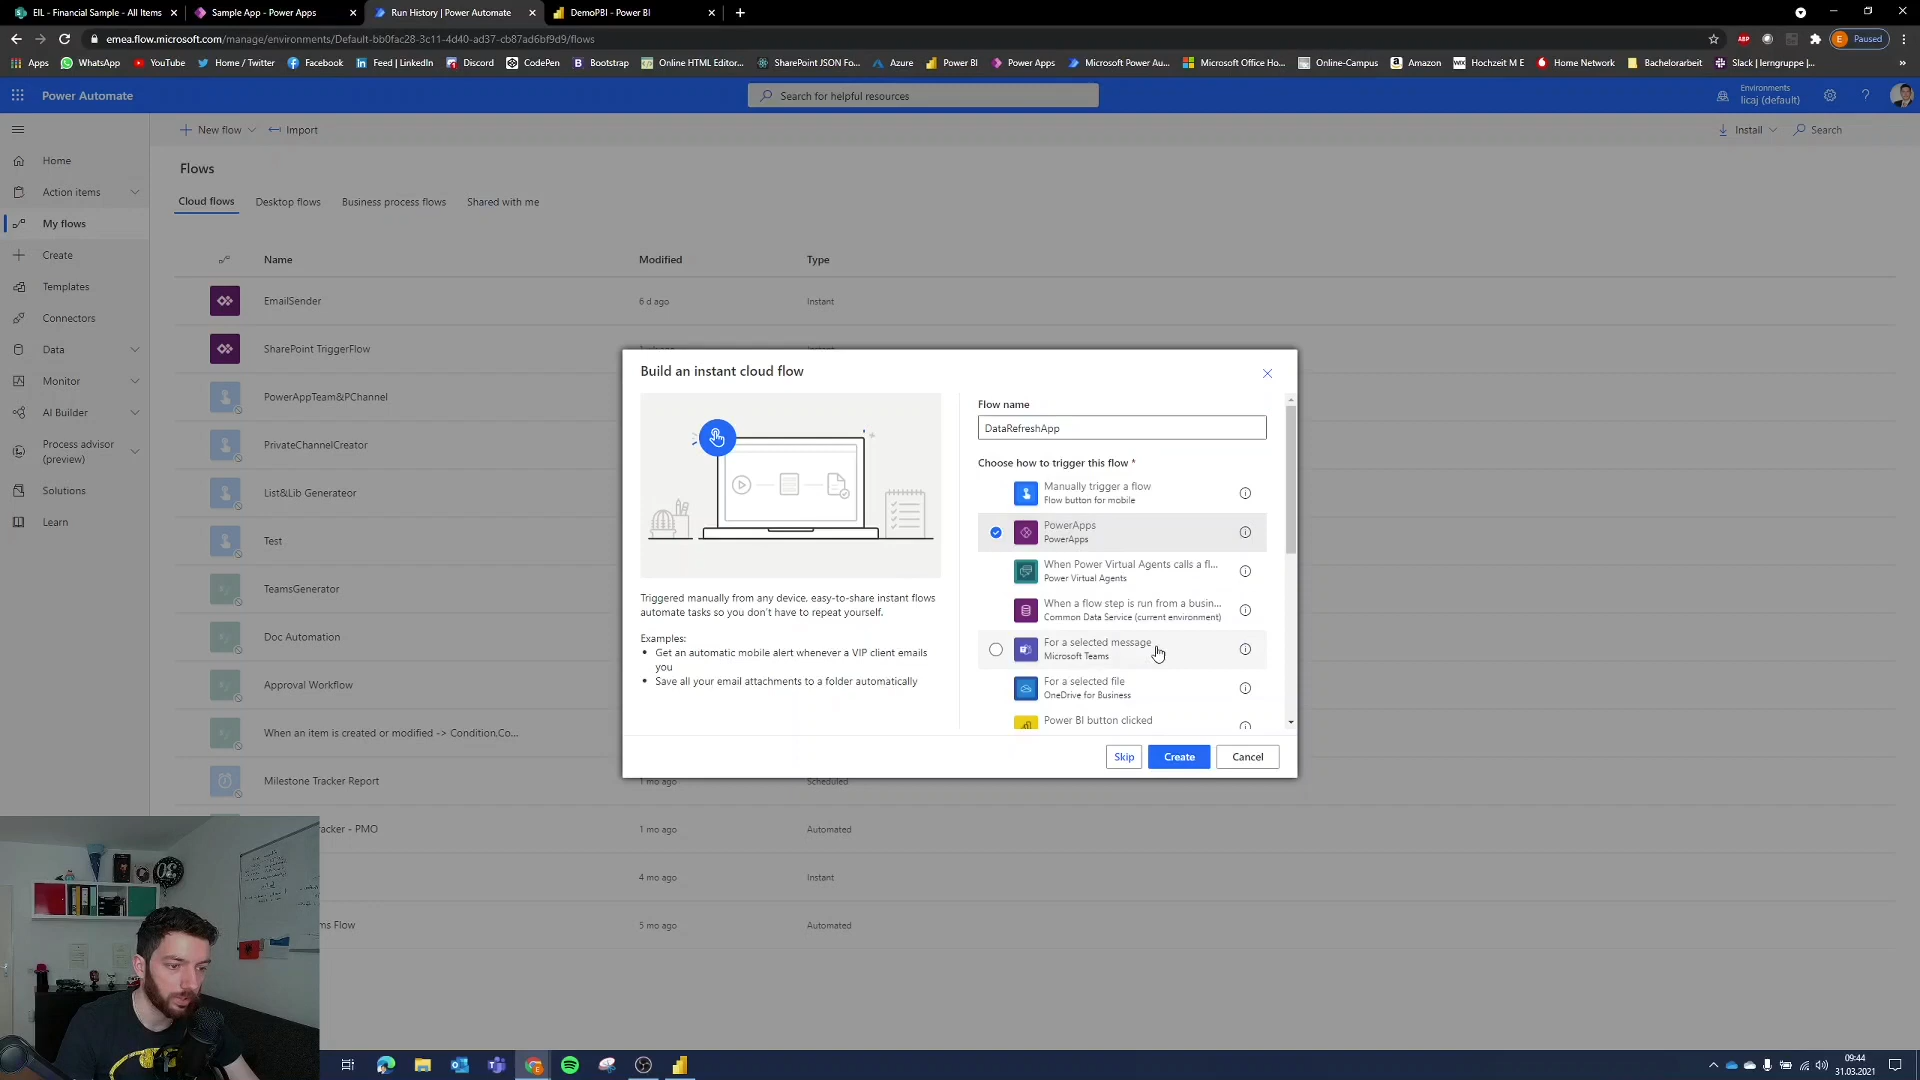 EIL - Financial Sample - All Items
Sample App - Power Apps
Run History | Power Automate
DemoPBI - Power BI
emea.flow.microsoft.com/manage/environments/Default-bb0fac28-3c11-4d40-ad37-cb87ad6bf9d9/flows
ABP
E Paused
Apps
WhatsApp
YouTube
Home / Twitter
Facebook
Feed | LinkedIn
Discord
CodePen
Bootstrap
Online HTML Editor...
SharePoint JSON Fo...
Azure
Power BI
Power Apps
Microsoft Power Au...
Microsoft Office Ho...
Online-Campus
Amazon
WIX Hochzeit M E
Home Network
Bachelorarbeit
Slack | lerngruppe |...
Power Automate
Search for helpful resources
Environments
licaj (default)
New flow
Import
Install
Search
Home
Action items
My flows
Create
Templates
Connectors
Data
Monitor
AI Builder
Process advisor
(preview)
Solutions
Learn
Flows
Cloud flows
Desktop flows
Business process flows
Shared with me
Name
Modified
Type
EmailSender
6 d ago
Instant
SharePoint TriggerFlow
PowerAppTeam&PChannel
PrivateChannelCreator
List&Lib Generateor
Test
TeamsGenerator
Doc Automation
Approval Workflow
When an item is created or modified -> Condition.Co...
Milestone Tracker Report
1 mo ago
Scheduled
acker - PMO
1 mo ago
Automated
4 mo ago
Instant
ms Flow
5 mo ago
Automated
Build an instant cloud flow
Triggered manually from any device, easy-to-share instant flows
automate tasks so you don't have to repeat yourself.
Examples:
• Get an automatic mobile alert whenever a VIP client emails
you
• Save all your email attachments to a folder automatically
Flow name
DataRefreshApp
Choose how to trigger this flow *
Manually trigger a flow
Flow button for mobile
PowerApps
PowerApps
When Power Virtual Agents calls a fl...
Power Virtual Agents
When a flow step is run from a busin...
Common Data Service (current environment)
For a selected message
Microsoft Teams
For a selected file
OneDrive for Business
Power BI button clicked
Skip
Create
Cancel
09:44
31.03.2021